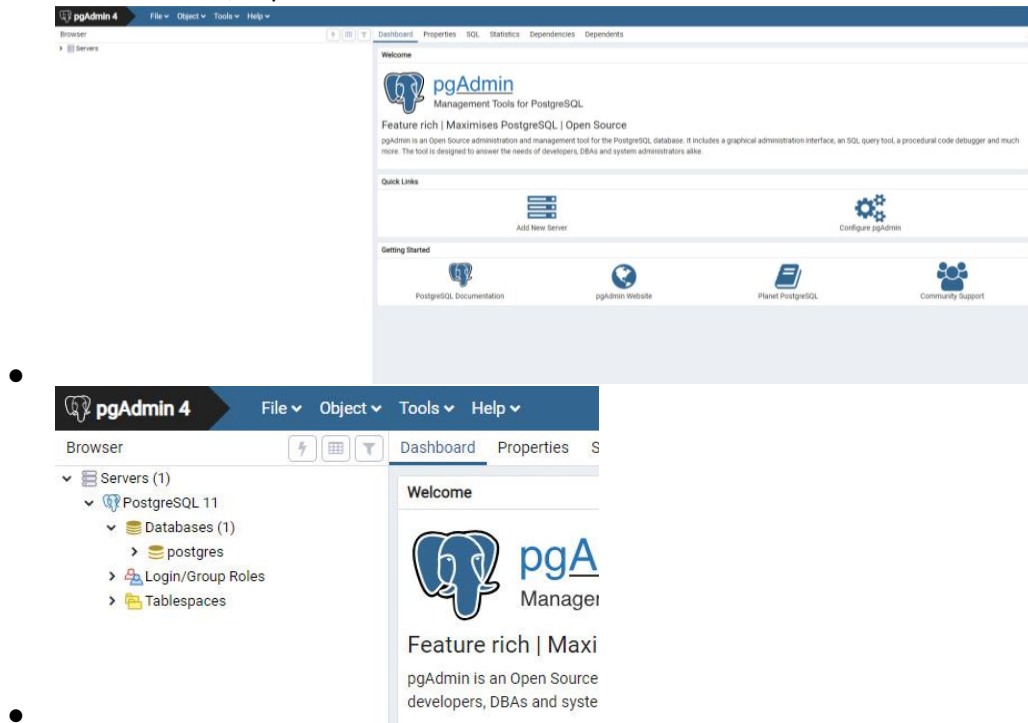 pgAdmin 4 File Object Tools Help
Browser Dashboard Properties SQL Statistics Dependencies Dependents
Servers
Welcome
pgAdmin
Management Tools for PostgreSQL
Feature rich | Maximises PostgreSQL | Open Source
pgAdmin is an Open Source administration and management tool for the PostgreSQL database. It includes a graphical administration interface, an SQL query tool, a procedural code debugger and much
more. The tool is designed to answer the needs of developers, DBAs and system administrators alike.
Quick Links
Add New Server Configure pgAdmin
Getting Started
PostgreSQL Documentation pgAdmin Website Planet PostgreSQL Community Support
pgAdmin 4 File Object Tools Help
Browser Dashboard Properties S
Servers (1)
PostgreSQL 11
Databases (1)
postgres
Login/Group Roles
Tablespaces
Welcome
pgA
Manager
Feature rich | Maxi
pgAdmin is an Open Source
developers, DBAs and syste